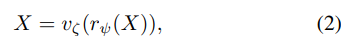 X = v_ζ(r_ψ(X)), (2)